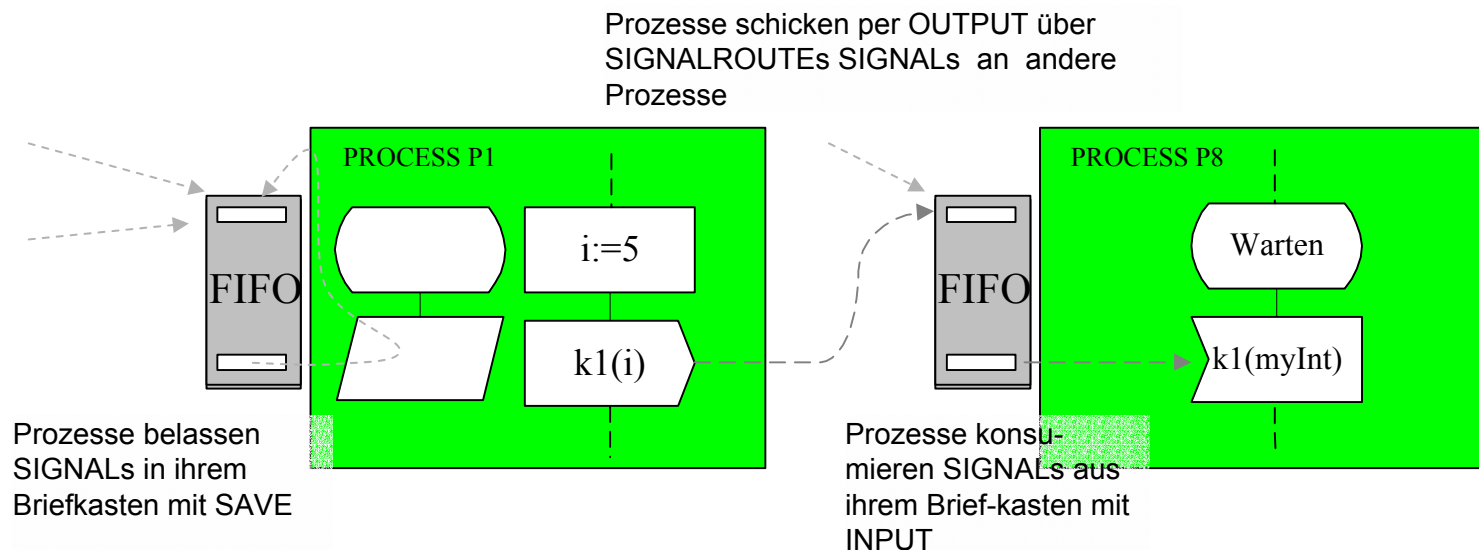 Prozesse schicken per OUTPUT über
SIGNALROUTEs SIGNALs an andere
Prozesse
PROCESS P1
i:=5
FIFO
k1(i)
PROCESS P8
Warten
FIFO
k1(myInt)
Prozesse belassen
SIGNALs in ihrem
Briefkasten mit SAVE
Prozesse konsu-
mieren SIGNALs aus
ihrem Brief-kasten mit
INPUT